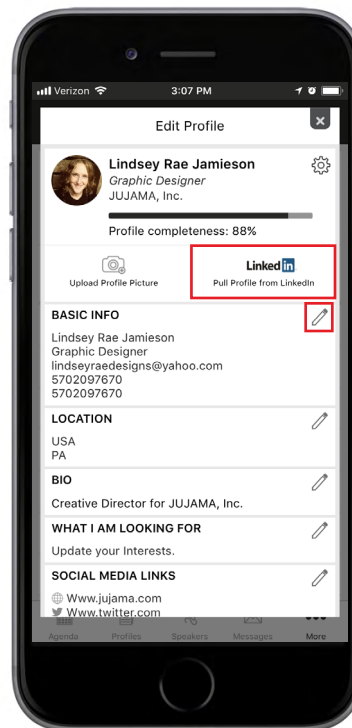 Verizon 3:07 PM
Edit Profile
x
Lindsey Rae Jamieson
Graphic Designer
JUJAMA, Inc.
Profile completeness: 88%
Upload Profile Picture
Linked in
Pull Profile from LinkedIn
BASIC INFO
Lindsey Rae Jamieson
Graphic Designer
lindseyraedesigns@yahoo.com
5702097670
5702097670
LOCATION
USA
PA
BIO
Creative Director for JUJAMA, Inc.
WHAT I AM LOOKING FOR
Update your Interests.
SOCIAL MEDIA LINKS
Www.jujama.com
Www.twitter.com
Agenda Profiles Speakers Messages More